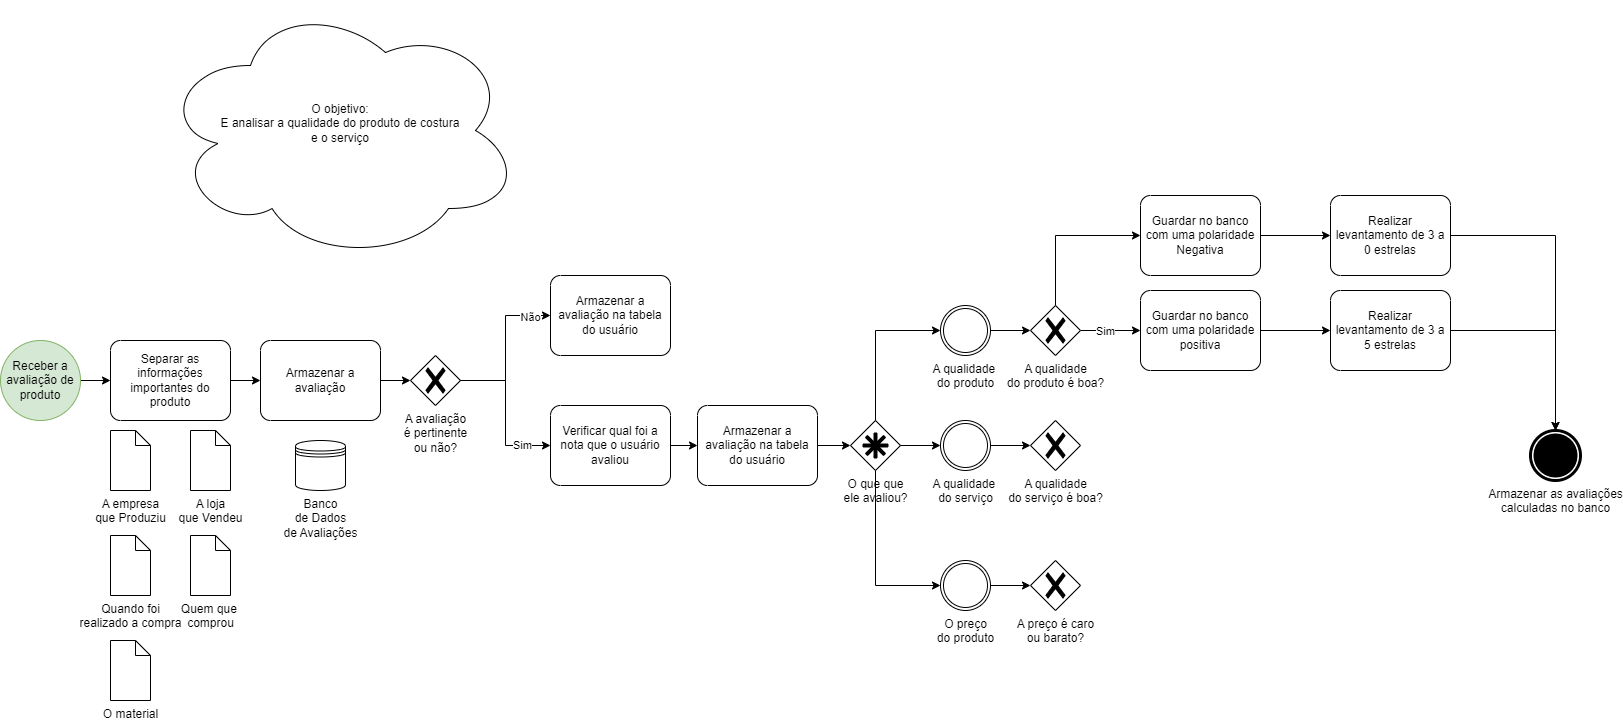 O objetivo:
E analisar a qualidade do produto de costura
e o serviço
Receber a
avaliação de
produto
Separar as
informações
importantes do
produto
Armazenar a
avaliação
A avaliação
é pertinente
ou não?
Não
Sim
Armazenar a
avaliação na tabela
do usuário
Verificar qual foi a
nota que o usuário
avaliou
Armazenar a
avaliação na tabela
do usuário
O que que
ele avaliou?
A qualidade
do produto
A qualidade
do produto é boa?
Sim
Guardar no banco
com uma polaridade
Negativa
Realizar
levantamento de 3 a
0 estrelas
Guardar no banco
com uma polaridade
positiva
Realizar
levantamento de 3 a
5 estrelas
A qualidade
do serviço
A qualidade
do serviço é boa?
O preço
do produto
A preço é caro
ou barato?
Armazenar as avaliações
calculadas no banco
A empresa
que Produziu
A loja
que Vendeu
Banco
de Dados
de Avaliações
Quando foi
realizado a compra
Quem que
comprou
O material